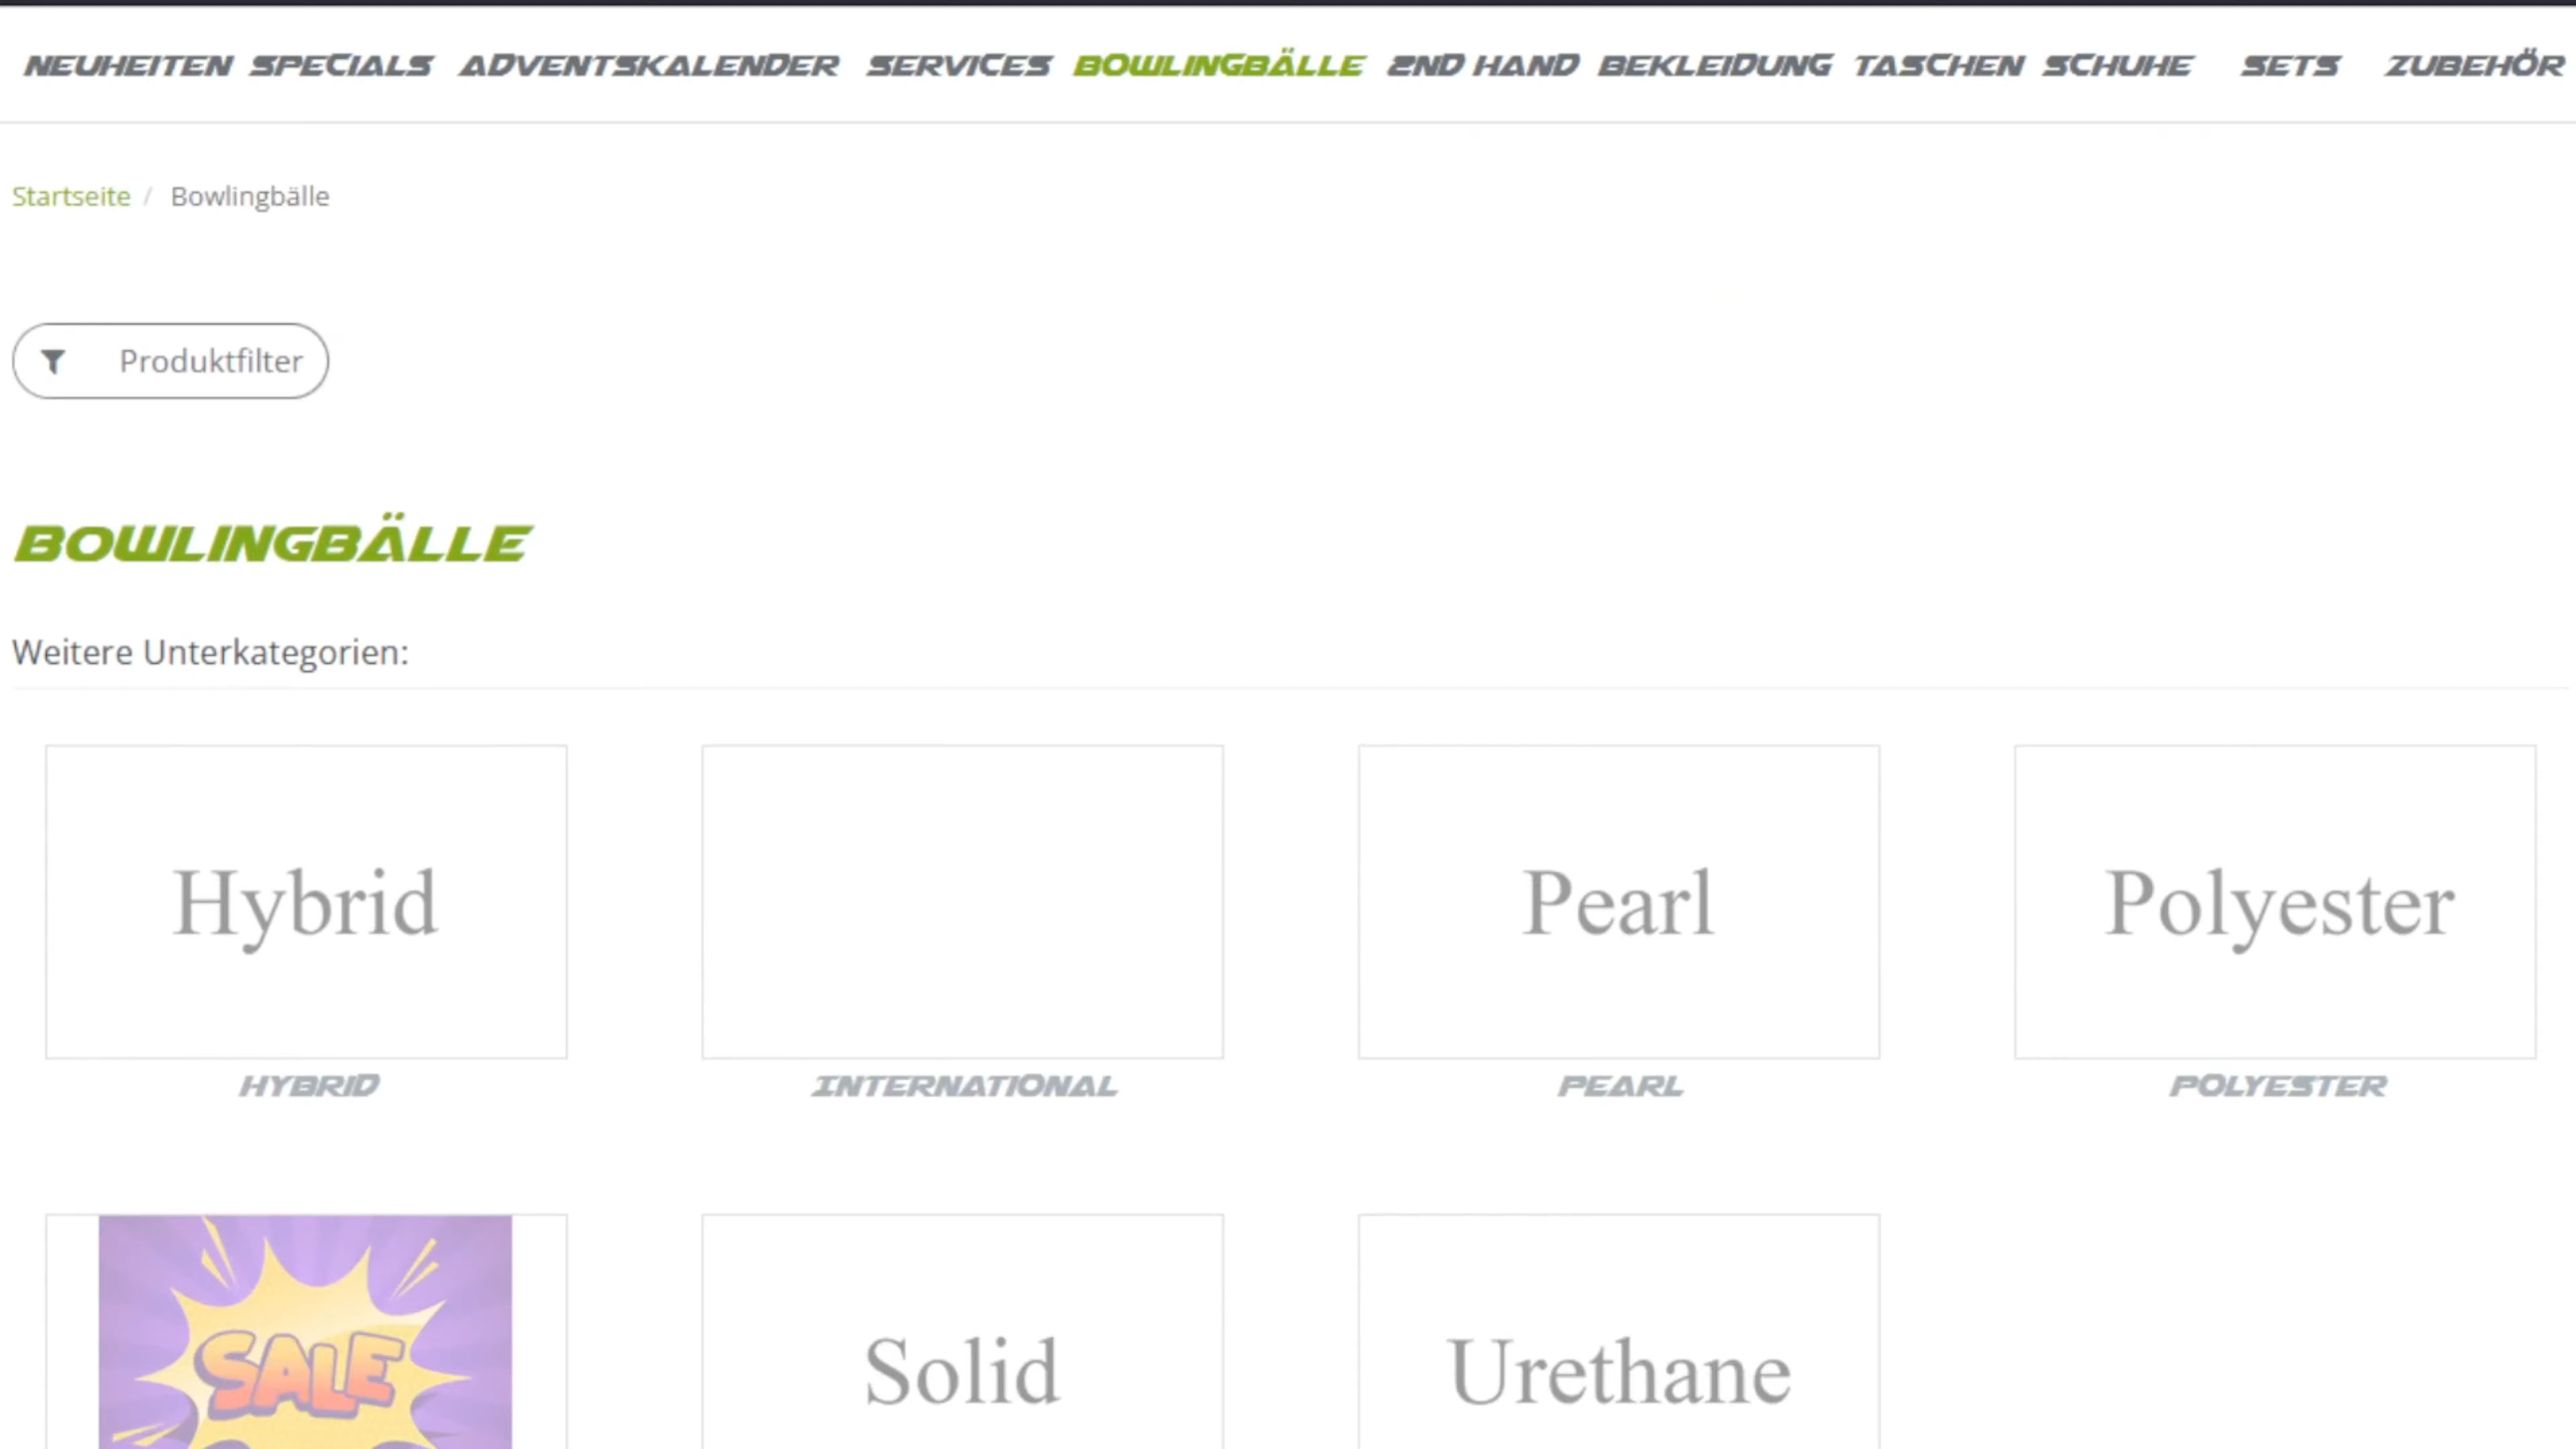 NEUHEITEN SPECIALS ADVENTSKALENDER SERVICES BOWLINGBÄLLE 2ND HAND BEKLEIDUNG TASCHEN SCHUHE SETS ZUBEHÖR
Startseite / Bowlingbälle
Produktfilter
BOWLINGBÄLLE
Weitere Unterkategorien:
Hybrid Pearl Polyester
HYBRID INTERNATIONAL PEARL POLYESTER
SALE Solid Urethane